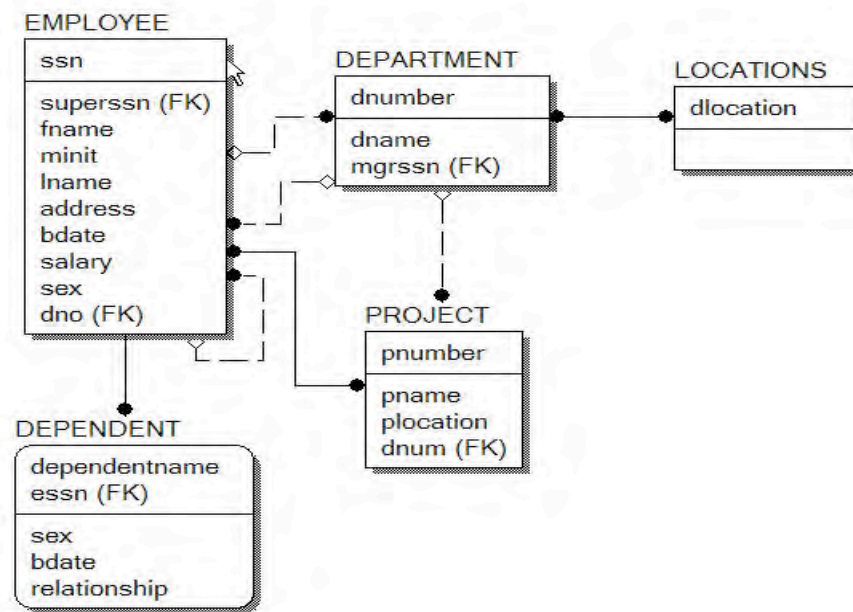 EMPLOYEE
ssn
superssn (FK)
fname
minit
lname
address
bdate
salary
sex
dno (FK)
DEPARTMENT
dnumber
dname
mgrssn (FK)
LOCATIONS
dlocation
PROJECT
pnumber
pname
plocation
dnum (FK)
DEPENDENT
dependentname
essn (FK)
sex
bdate
relationship